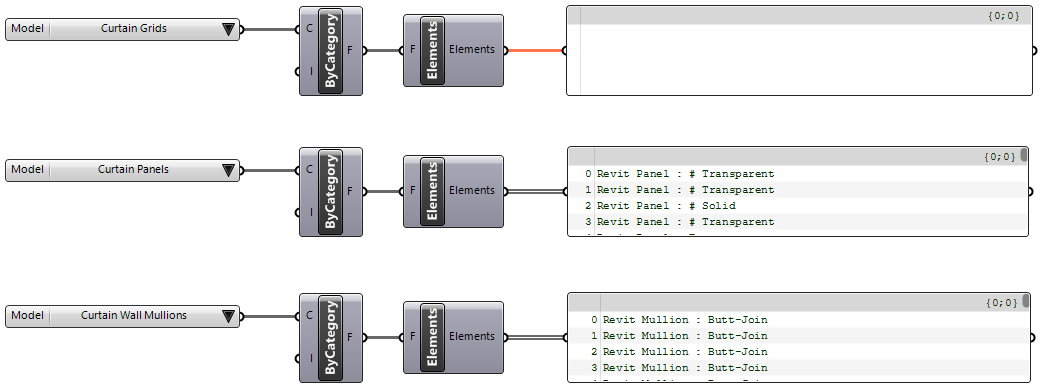 Model Curtain Grids
C
I
ByCategory
F
F
Elements
Elements
{0;0}
Model Curtain Panels
C
I
ByCategory
F
F
Elements
Elements
{0;0}
0 Revit Panel : # Transparent
1 Revit Panel : # Transparent
2 Revit Panel : # Solid
3 Revit Panel : # Transparent
Model Curtain Wall Mullions
C
I
ByCategory
F
F
Elements
Elements
{0;0}
0 Revit Mullion : Butt-Join
1 Revit Mullion : Butt-Join
2 Revit Mullion : Butt-Join
3 Revit Mullion : Butt-Join